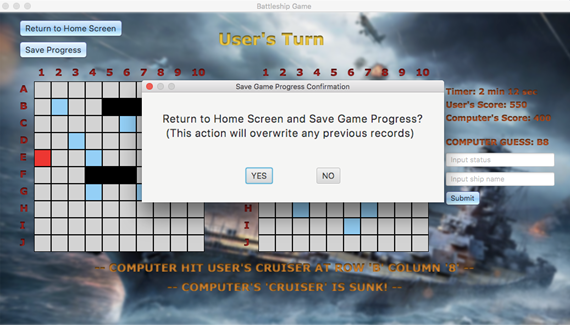 Battleship Game
Return to Home Screen
Save Progress
User's Turn
1 2 3 4 5 6 7 8 9 10
1 2 3 4 5 6 7 8 9 10
A
B
C
D
E
F
G
H
I
J
H
I
J
Save Game Progress Confirmation
Return to Home Screen and Save Game Progress?
(This action will overwrite any previous records)
YES
NO
Timer: 2 min
User's Score: 550
Computer's Score:
COMPUTER GUESS: B8
Input status
Input ship name
Submit
-- COMPUTER HIT USER'S CRUISER AT ROW 'B' COLUMN '8' --
-- COMPUTER'S 'CRUISER' IS SUNK! --